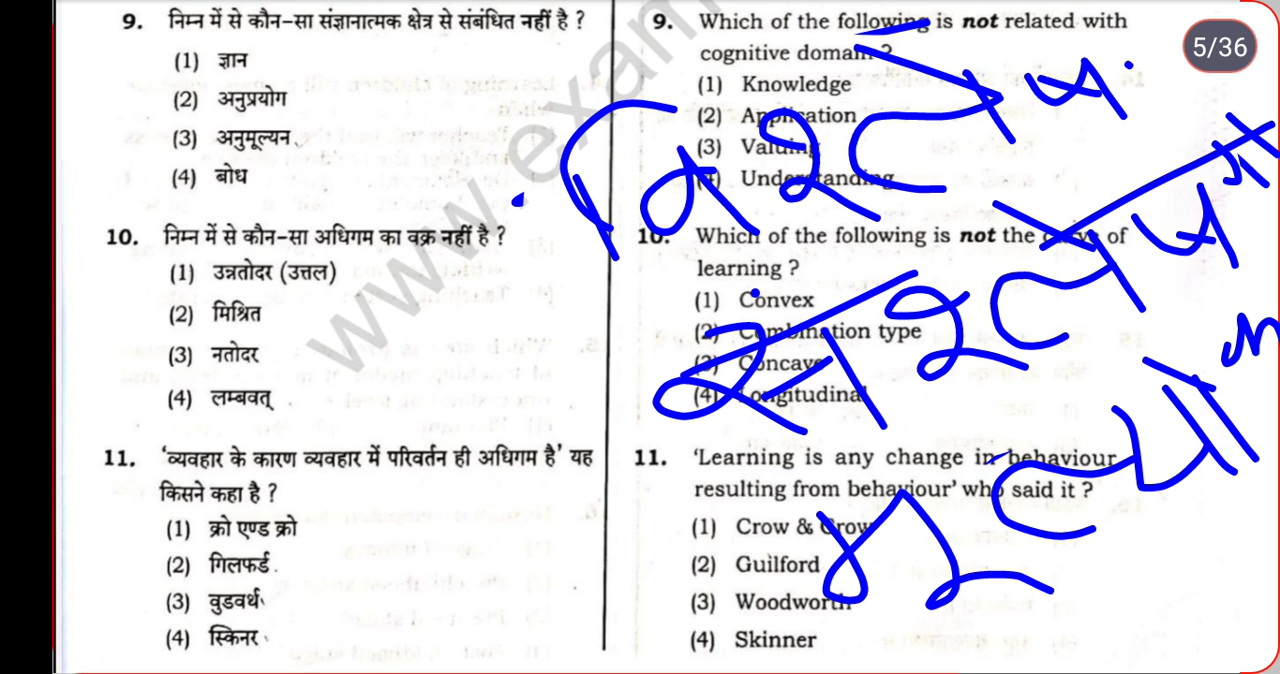 5/36
9. निम्न में से कौन-सा संज्ञानात्मक क्षेत्र से संबंधित नहीं है ?
(1) ज्ञान
(2) अनुप्रयोग
(3) अनुमूल्यन
(4) बोध
10. निम्न में से कौन-सा अधिगम का वक्र नहीं है ?
(1) उन्नतोदर (उत्तल)
(2) मिश्रित
(3) नतोदर
(4) लम्बवत्
11. ‘व्यवहार के कारण व्यवहार में परिवर्तन ही अधिगम है’ यह
किसने कहा है ?
(1) क्रो एण्ड क्रो
(2) गिलफर्ड
(3) वुडवर्थ
(4) स्किनर
9. Which of the following is not related with
cognitive domain ?
(1) Knowledge
(2) Application
(3) Valuing
(4) Understanding
10. Which of the following is not the curve of
learning ?
(1) Convex
(2) Combination type
(3) Concave
(4) Longitudinal
11. ‘Learning is any change in behaviour
resulting from behaviour’ who said it ?
(1) Crow & Crow
(2) Guilford
(3) Woodworth
(4) Skinner
www.exam